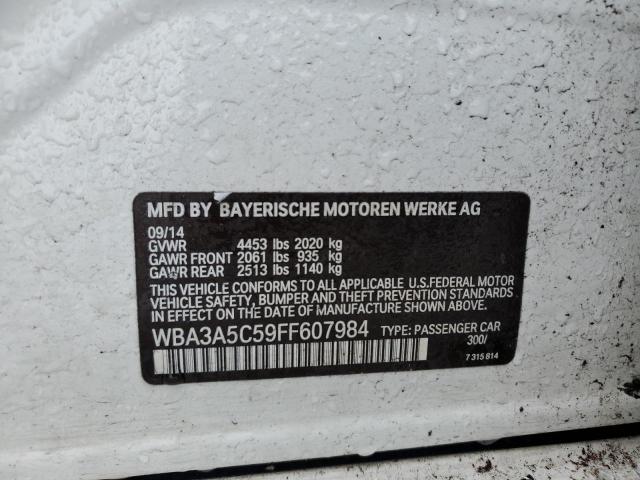 MFD BY BAYERISCHE MOTOREN WERKE AG
09/14
GVWR 4453 lbs 2020 kg
GAWR FRONT 2061 lbs 935 kg
GAWR REAR 2513 lbs 1140 kg
THIS VEHICLE CONFORMS TO ALL APPLICABLE U.S.FEDERAL MOTOR
VEHICLE SAFETY, BUMPER AND THEFT PREVENTION STANDARDS
IN EFFECT ON THE DATE OF MANUFACTURE SHOWN ABOVE.
WBA3A5C59FF607984 TYPE: PASSENGER CAR
300/
7 315 814